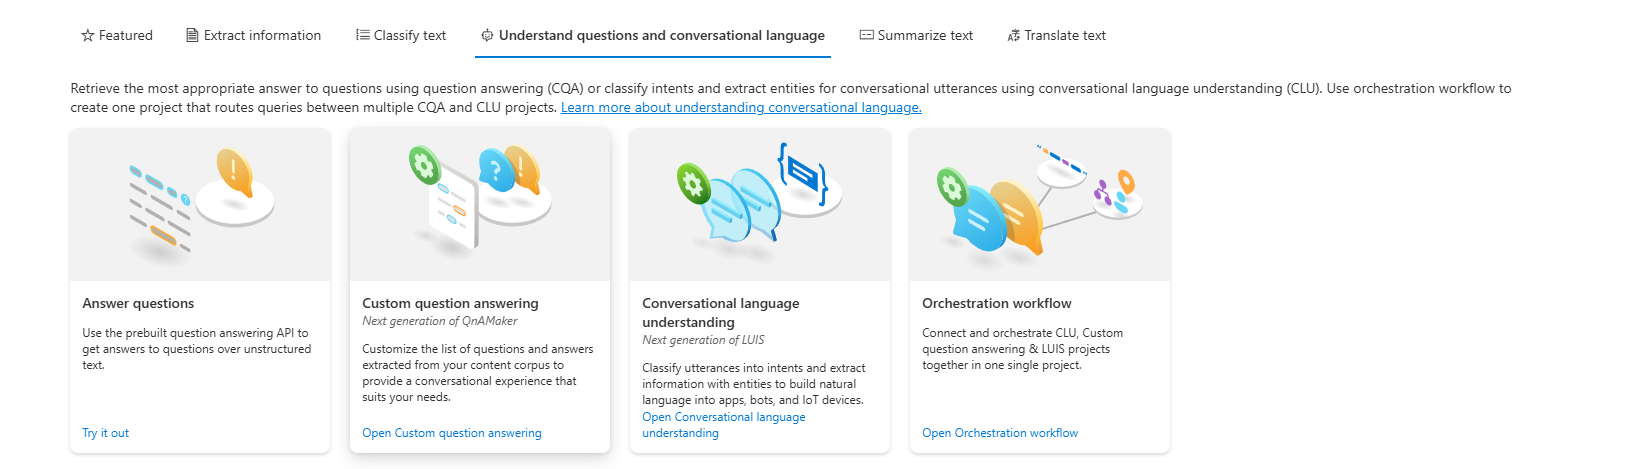 Featured
Extract information
Classify text
Understand questions and conversational language
Summarize text
Translate text
Retrieve the most appropriate answer to questions using question answering (CQA) or classify intents and extract entities for conversational utterances using conversational language understanding (CLU). Use orchestration workflow to
create one project that routes queries between multiple CQA and CLU projects. Learn more about understanding conversational language.
Answer questions
Use the prebuilt question answering API to
get answers to questions over unstructured
text.
Try it out
Custom question answering
Next generation of QnAMaker
Customize the list of questions and answers
extracted from your content corpus to
provide a conversational experience that
suits your needs.
Open Custom question answering
Conversational language
understanding
Next generation of LUIS
Classify utterances into intents and extract
information with entities to build natural
language into apps, bots, and IoT devices.
Open Conversational language
understanding
Orchestration workflow
Connect and orchestrate CLU, Custom
question answering & LUIS projects
together in one single project.
Open Orchestration workflow